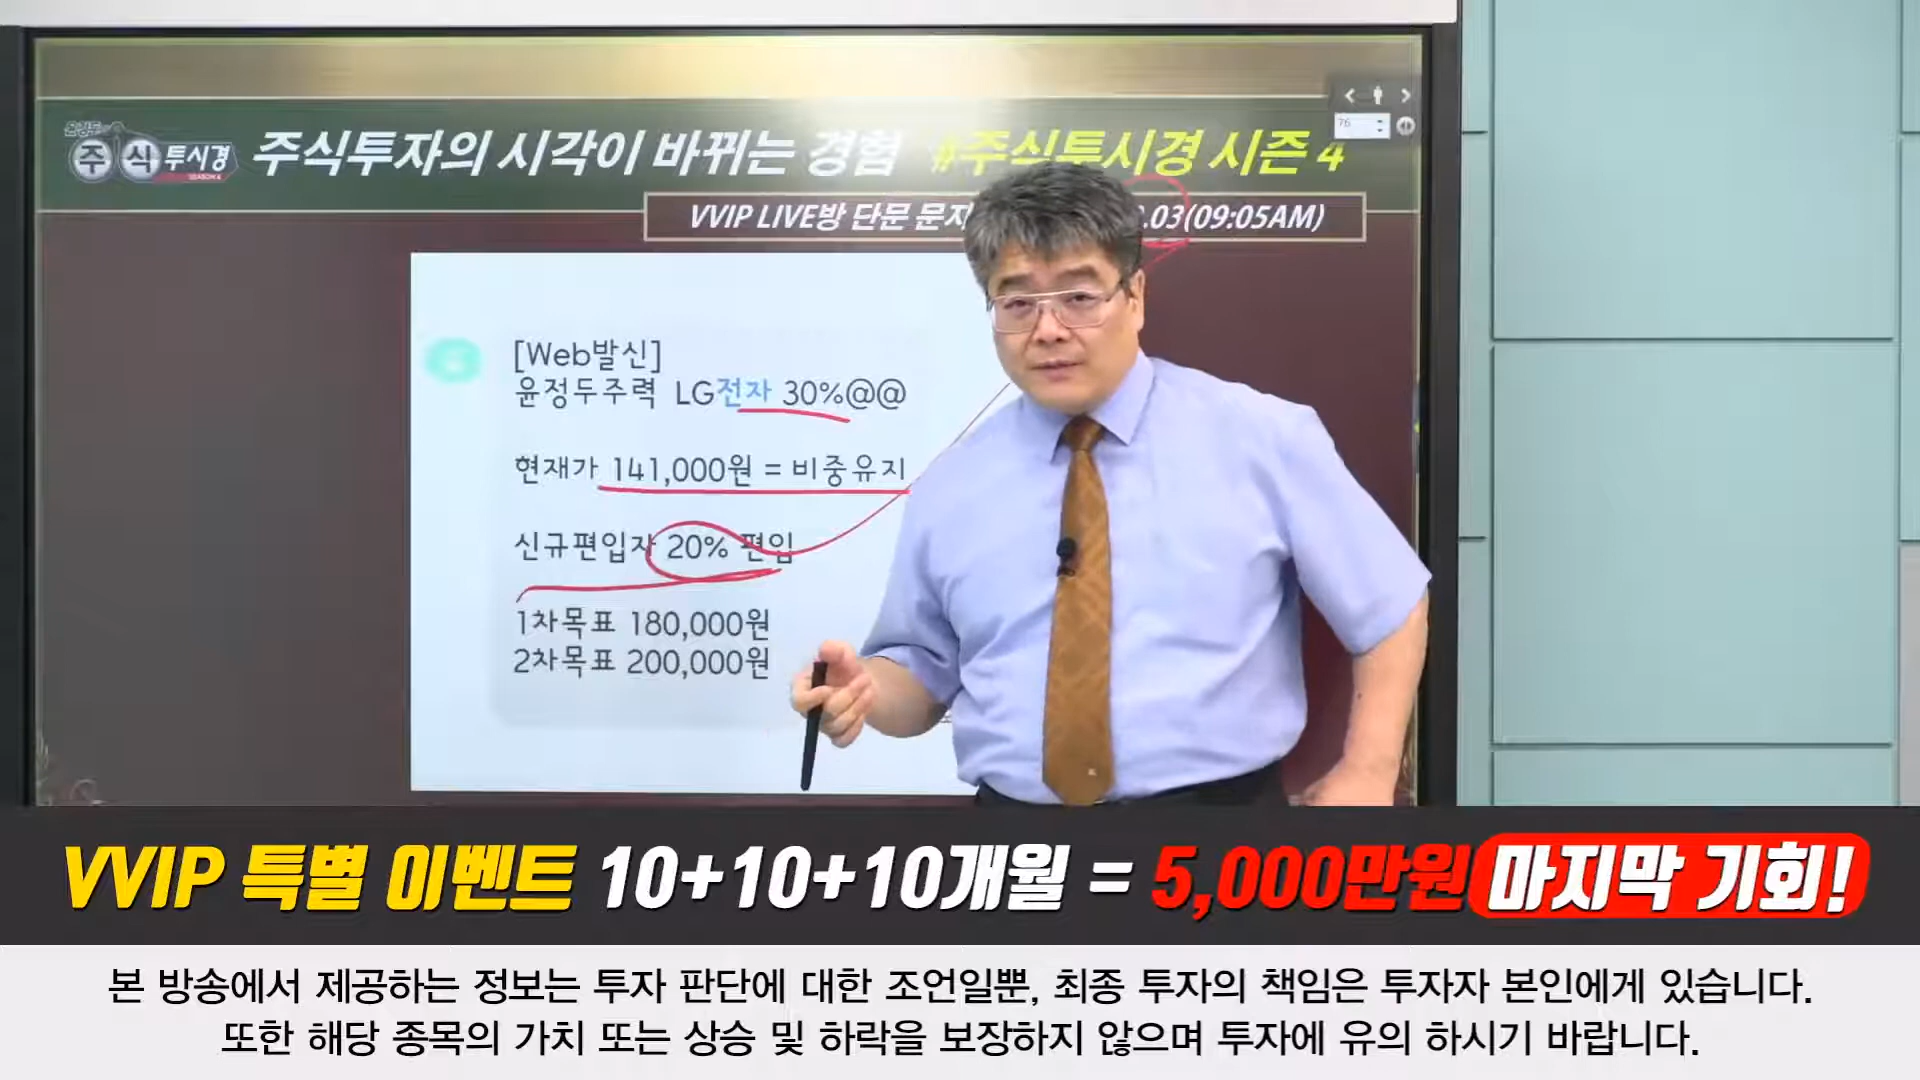 윤정두의
주식투시경
SEASON 4
주식투자의 시각이 바뀌는 경험 #주식투시경 시즌 4
76
VVIP LIVE방 단문 문자 .03(09:05AM)
[Web발신]
윤정두주력 LG전자 30%@@
현재가 141,000원 = 비중유지
신규편입자 20% 편입
1차목표 180,000원
2차목표 200,000원
VVIP 특별 이벤트 10+10+10개월 = 5,000만원 마지막 기회!
본 방송에서 제공하는 정보는 투자 판단에 대한 조언일뿐, 최종 투자의 책임은 투자자 본인에게 있습니다.
또한 해당 종목의 가치 또는 상승 및 하락을 보장하지 않으며 투자에 유의 하시기 바랍니다.